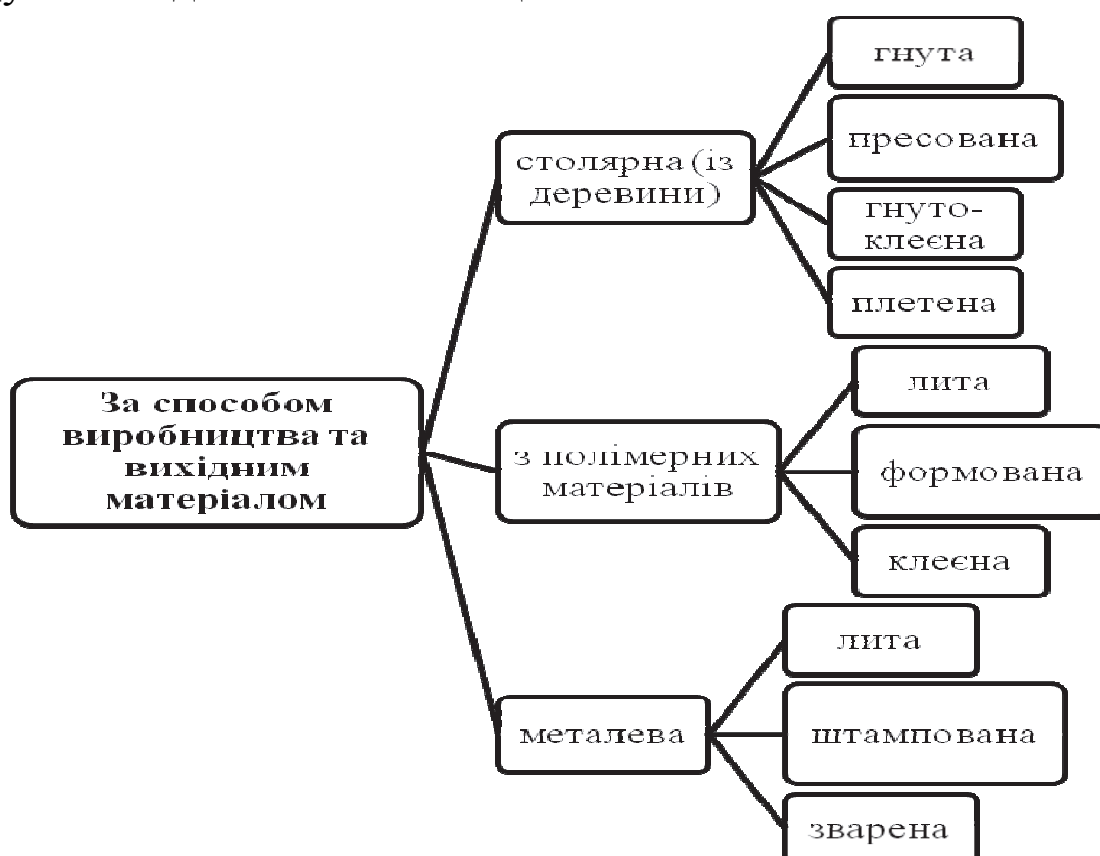 За способом
виробництва та
вихідним
матеріалом
столярна (із
деревини)
гнута
пресована
гнуто-
клеєна
плетена
з полімерних
матеріалів
лита
формована
клеєна
металева
лита
штампована
зварена